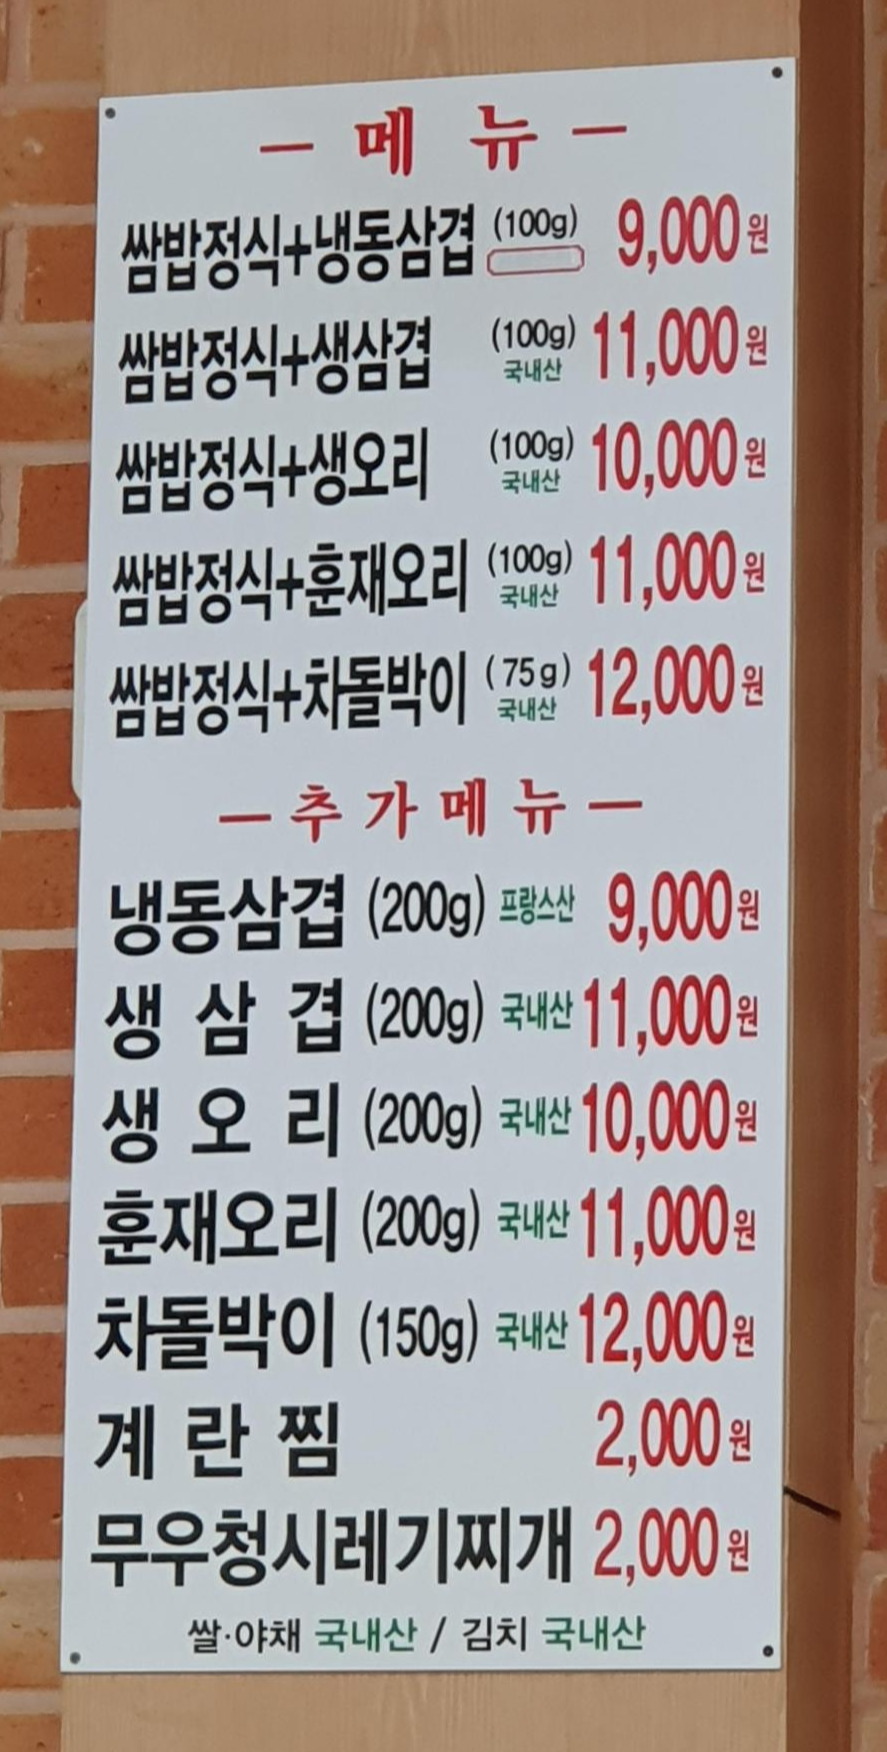 - 메 뉴 -
쌈밥정식+냉동삼겹 (100g) 9,000원
쌈밥정식+생삼겹 (100g) 국내산 11,000원
쌈밥정식+생오리 (100g) 국내산 10,000원
쌈밥정식+훈재오리 (100g) 국내산 11,000원
쌈밥정식+차돌박이 (75g) 국내산 12,000원
- 추가메뉴 -
냉동삼겹 (200g) 프랑스산 9,000원
생 삼 겹 (200g) 국내산 11,000원
생 오 리 (200g) 국내산 10,000원
훈재오리 (200g) 국내산 11,000원
차돌박이 (150g) 국내산 12,000원
계 란 찜 2,000원
무우청시레기찌개 2,000원
쌀·야채 국내산 / 김치 국내산